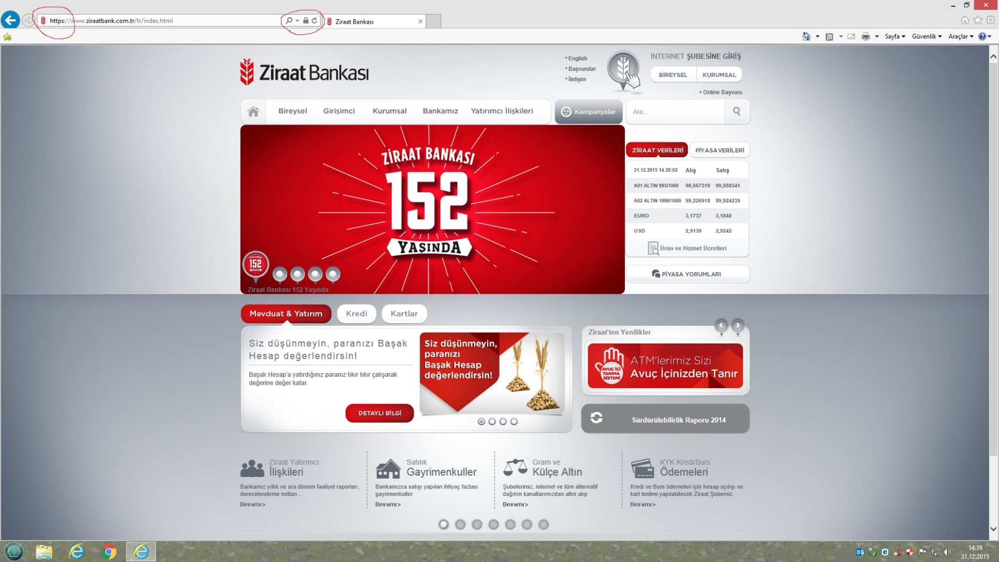 https://www.ziraatbank.com.tr/tr/index.html
Ziraat Bankası
Sayfa
Güvenlik
Araçlar
Ziraat Bankası
English
Başvurular
İletişim
İNTERNET ŞUBESİNE GİRİŞ
BİREYSEL
KURUMSAL
Online Başvuru
Bireysel
Girişimci
Kurumsal
Bankamız
Yatırımcı İlişkileri
Kampanyalar
Ara...
ZİRAAT BANKASI
152
YAŞINDA
ZİRAAT BANKASI
152
YAŞINDA
Ziraat Bankası 152 Yaşında
ZİRAAT VERİLERİ
PİYASAVERİLERİ
31.12.2015 14:28:02 Alış Satış
A01 ALTIN 995/1000 98,667319 99,559341
A02 ALTIN 1000/1000 99,226918 99,924235
EURO 3,1737 3,1848
USD 2,9139 2,9242
Ürün ve Hizmet Ücretleri
PİYASA YORUMLARI
Mevduat & Yatırım
Kredi
Kartlar
Siz düşünmeyin, paranızı Başak
Hesap değerlendirsin!
Başak Hesap'a yatırdığınız paranız tıkır tıkır çalışarak
değerine değer katar.
DETAYLI BİLGİ
Siz düşünmeyin,
paranızı
Başak Hesap
değerlendirsin!
Ziraat'ten Yenilikler
AVUÇ İÇİ
TANIMA
SİSTEMİ
ATM'lerimiz Sizi
Avuç İçinizden Tanır
Sürdürülebilirlik Raporu 2014
Ziraat Yatırımcı
İlişkileri
Bankamız yıllık ve ara dönem faaliyet raporları,
derecelendirme notları...
Devamı>
Satılık
Gayrimenkuller
Bankamızca satışı yapılan ihtiyaç fazlası
gayrimenkuller
Devamı>
Gram ve
Külçe Altın
Şubelerimiz, internet ve tüm alternatif
dağıtım kanallarımızdan altın alıp
Devamı>
KYK Kredi/Burs
Ödemeleri
Kredi ve Burs ödemeleri için hesap açılışı ve
kart teslimi yapılabilecek Ziraat Şubemiz.
Devamı>
14:39
31.12.2015